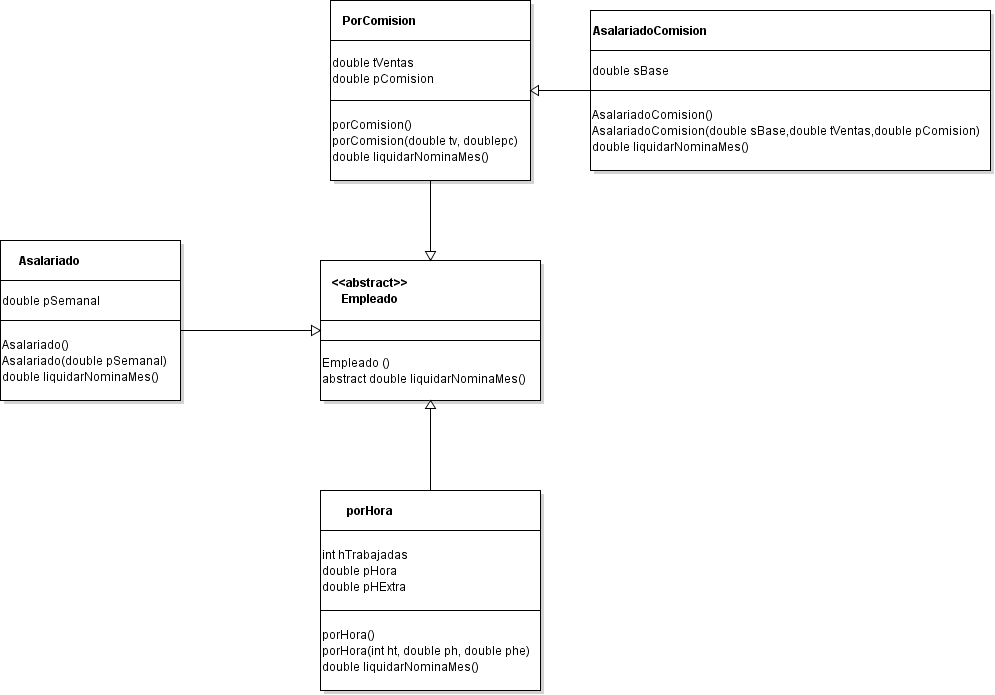 PorComision
double tVentas
double pComision
porComision()
porComision(double tv, doublepc)
double liquidarNominaMes()
AsalariadoComision
double sBase
AsalariadoComision()
AsalariadoComision(double sBase,double tVentas,double pComision)
double liquidarNominaMes()
Asalariado
double pSemanal
Asalariado()
Asalariado(double pSemanal)
double liquidarNominaMes()
<<abstract>>
Empleado
Empleado ()
abstract double liquidarNominaMes()
porHora
int hTrabajadas
double pHora
double pHExtra
porHora()
porHora(int ht, double ph, double phe)
double liquidarNominaMes()